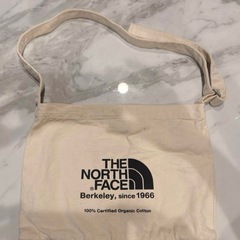 THE
NORTH
FACE
Berkeley, since 1966
100% Certified Organic Cotton